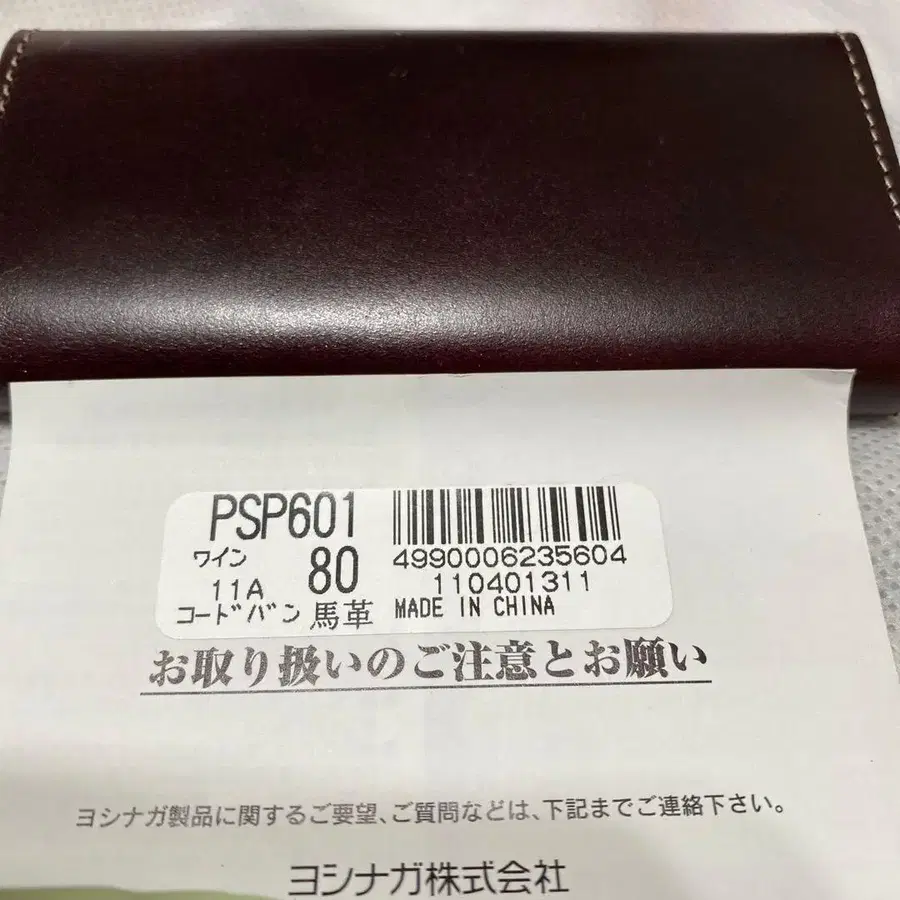 PSP601
ワイン 80
11A
コードバン 馬革
4990006235604
110401311
MADE IN CHINA
お取り扱いのご注意とお願い
ヨシナガ製品に関するご要望、ご質問などは、下記までご連絡下さい。
ヨシナガ株式会社